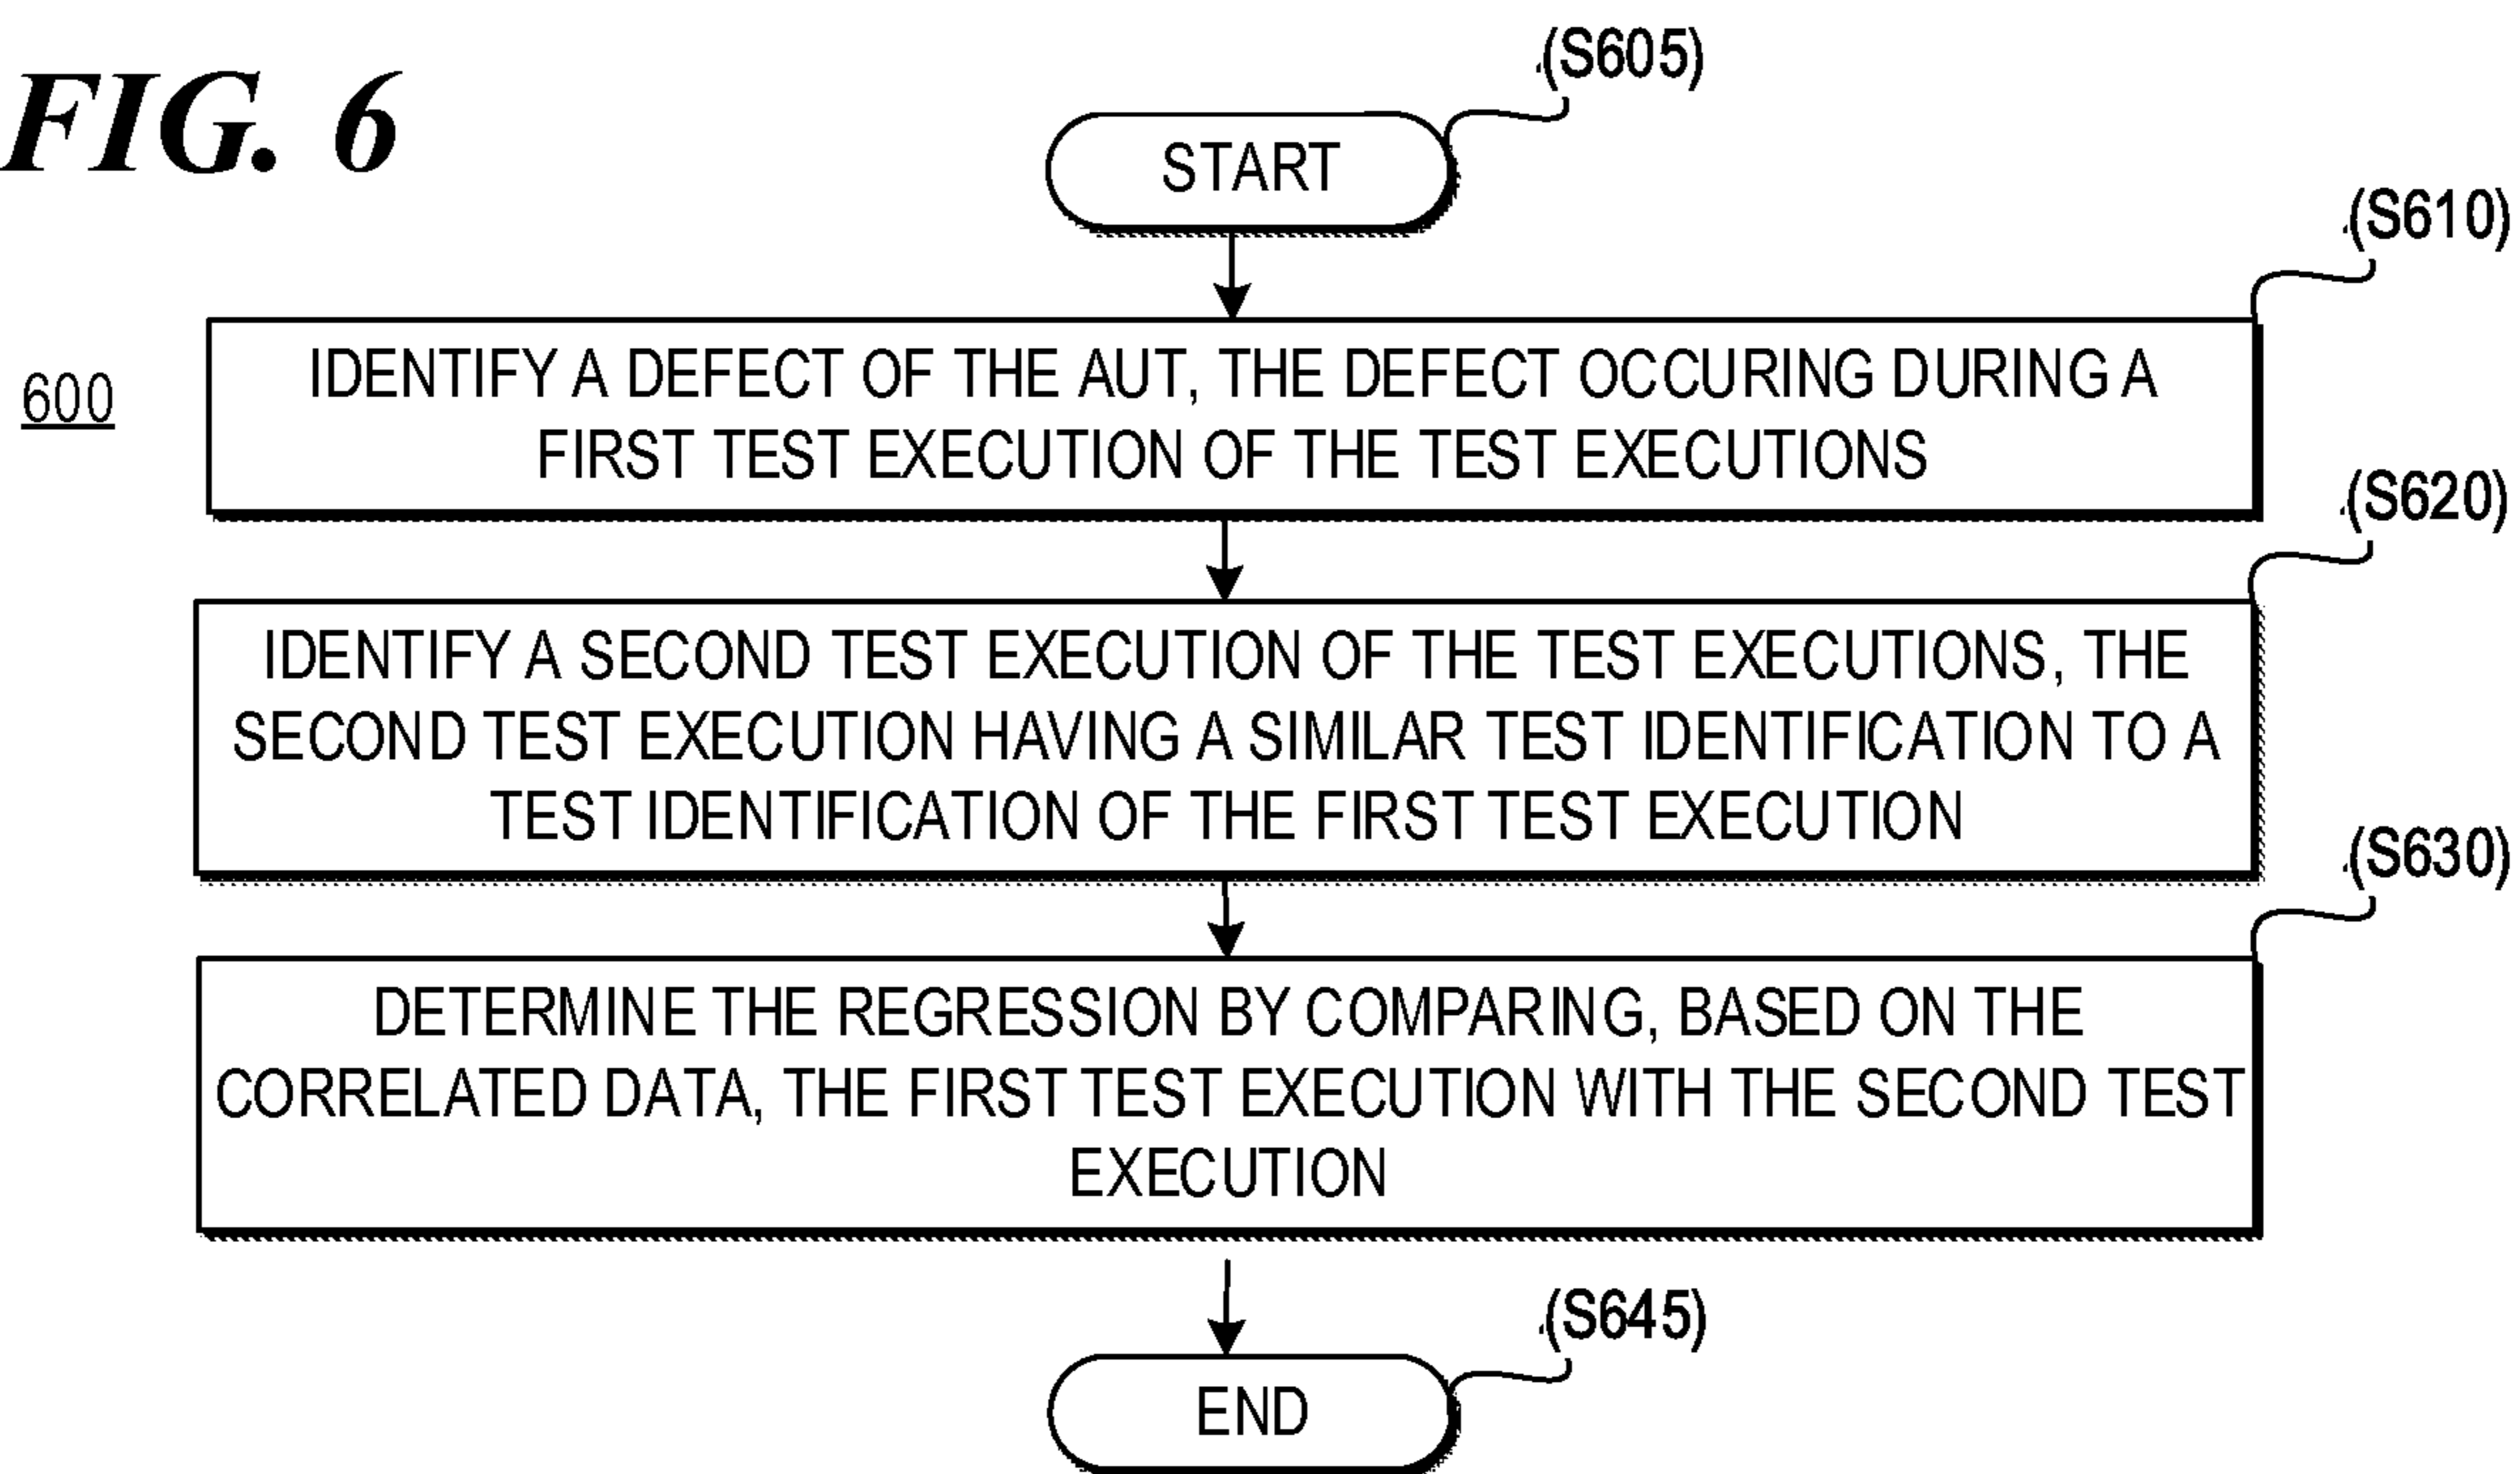 FIG. 6
(S605)
START
(S610)
600
IDENTIFY A DEFECT OF THE AUT, THE DEFECT OCCURING DURING A
FIRST TEST EXECUTION OF THE TEST EXECUTIONS
(S620)
IDENTIFY A SECOND TEST EXECUTION OF THE TEST EXECUTIONS, THE
SECOND TEST EXECUTION HAVING A SIMILAR TEST IDENTIFICATION TO A
TEST IDENTIFICATION OF THE FIRST TEST EXECUTION
(S630)
DETERMINE THE REGRESSION BY COMPARING, BASED ON THE
CORRELATED DATA, THE FIRST TEST EXECUTION WITH THE SECOND TEST
EXECUTION
(S645)
END